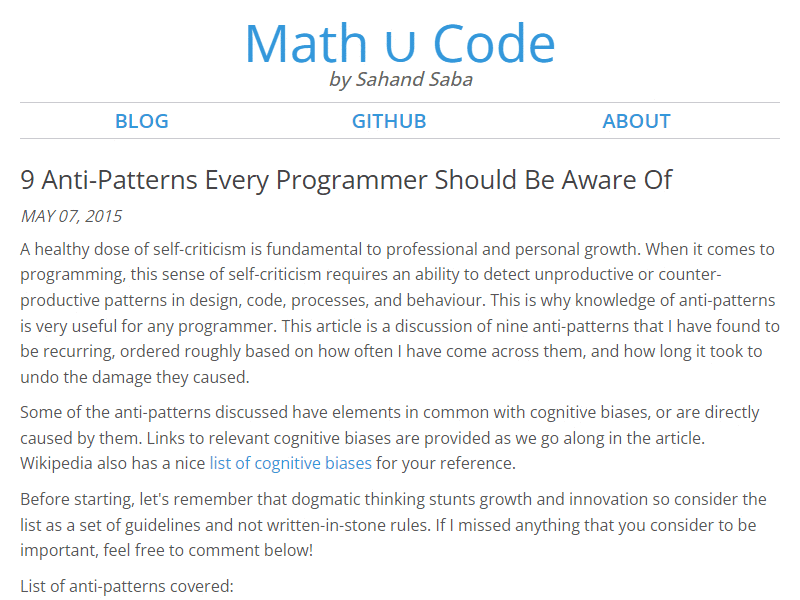 Math ∪ Code
by Sahand Saba
BLOG GITHUB ABOUT
9 Anti-Patterns Every Programmer Should Be Aware Of
MAY 07, 2015
A healthy dose of self-criticism is fundamental to professional and personal growth. When it comes to
programming, this sense of self-criticism requires an ability to detect unproductive or counter-
productive patterns in design, code, processes, and behaviour. This is why knowledge of anti-patterns
is very useful for any programmer. This article is a discussion of nine anti-patterns that I have found to
be recurring, ordered roughly based on how often I have come across them, and how long it took to
undo the damage they caused.
Some of the anti-patterns discussed have elements in common with cognitive biases, or are directly
caused by them. Links to relevant cognitive biases are provided as we go along in the article.
Wikipedia also has a nice list of cognitive biases for your reference.
Before starting, let's remember that dogmatic thinking stunts growth and innovation so consider the
list as a set of guidelines and not written-in-stone rules. If I missed anything that you consider to be
important, feel free to comment below!
List of anti-patterns covered: